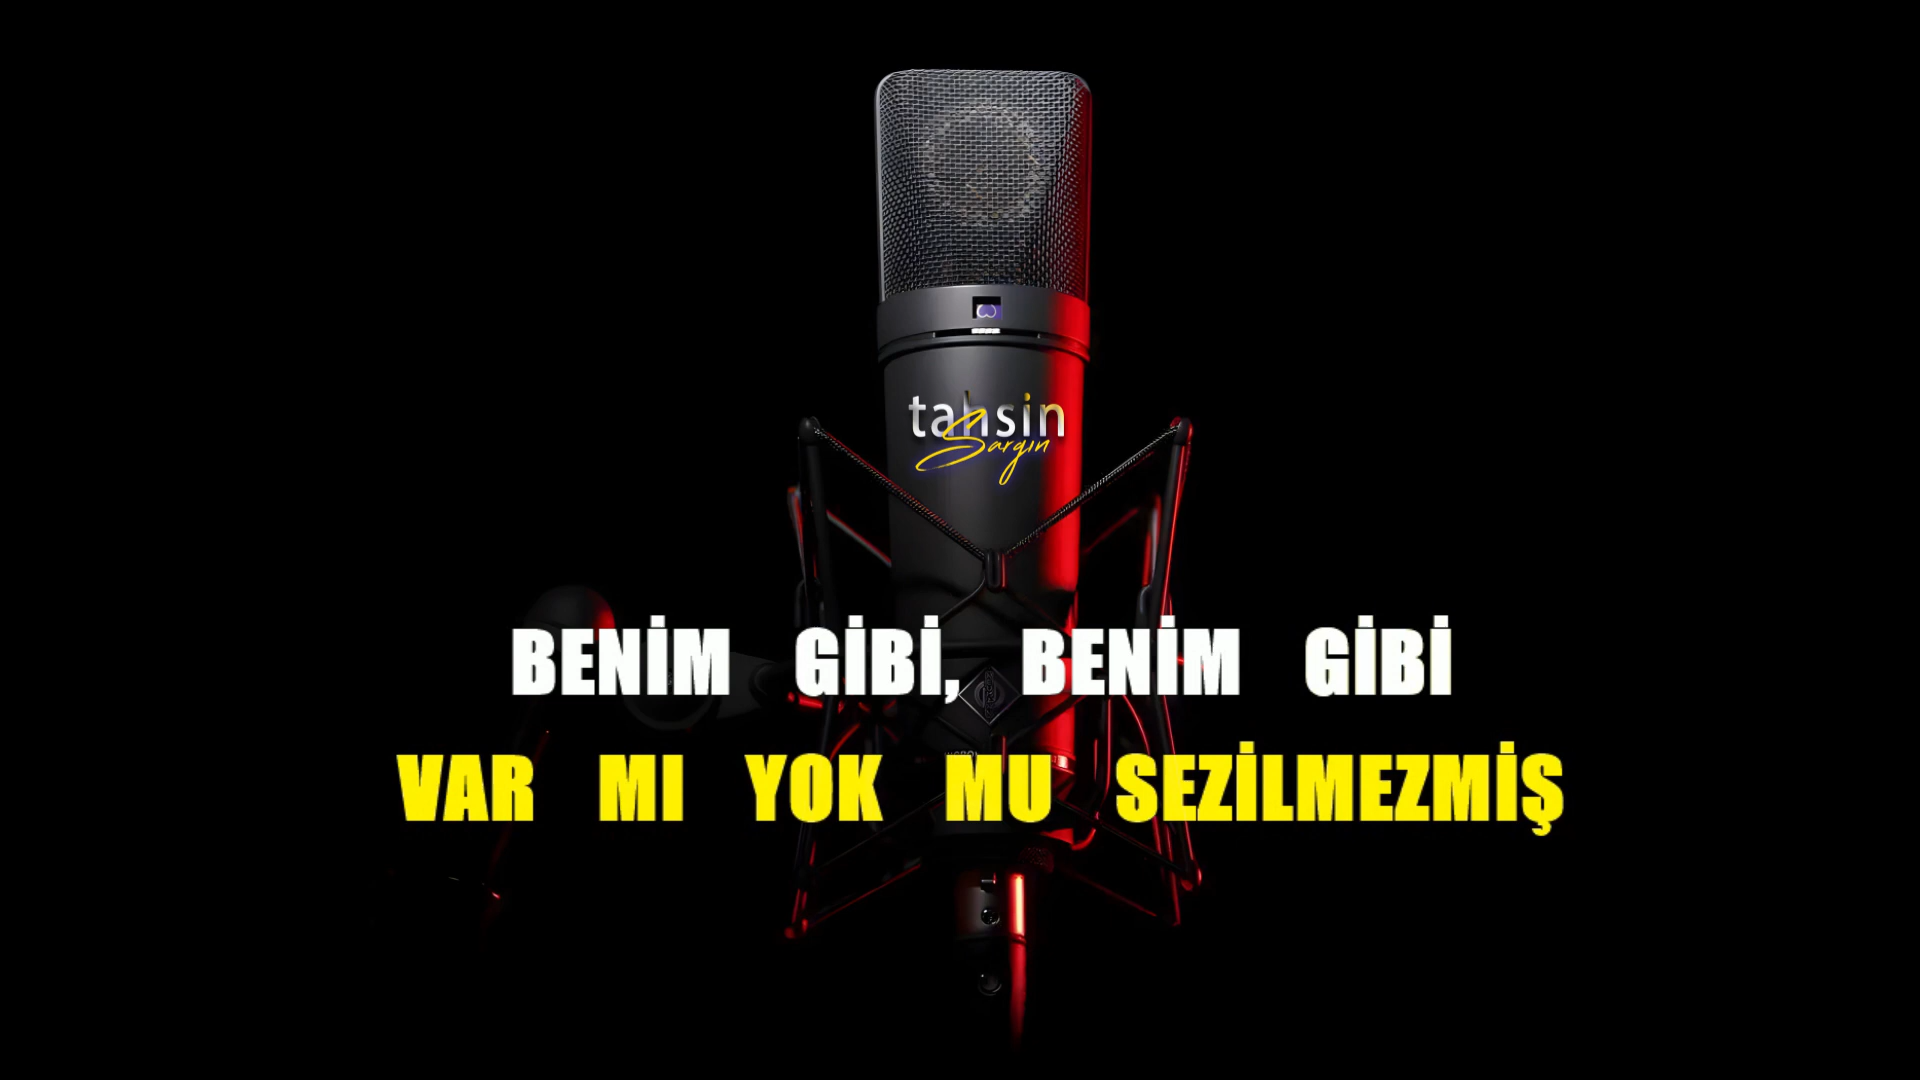 tahsin
Sargın
BENİM GİBİ, BENİM GİBİ
VAR MI YOK MU SEZİLMEZMİŞ